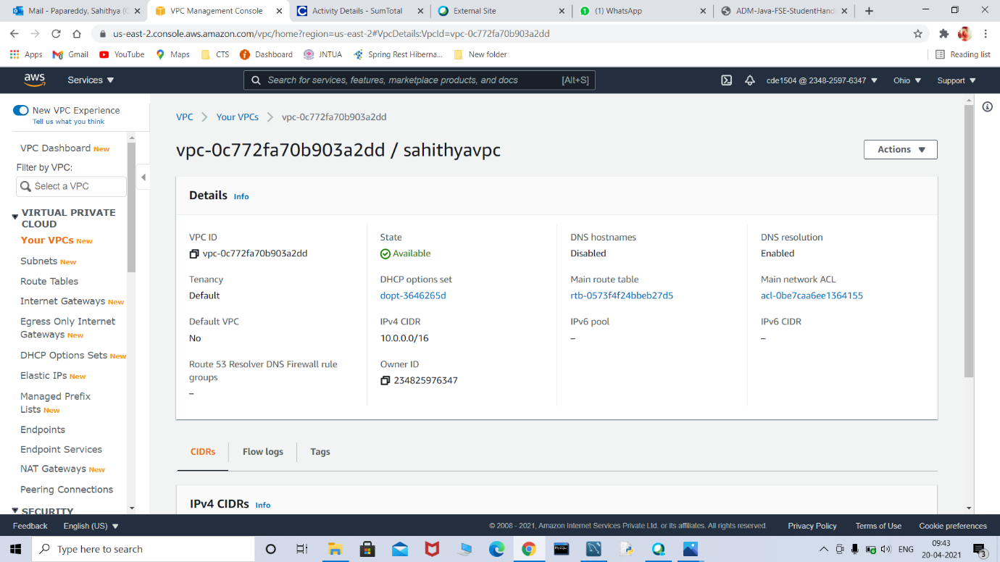 Mail - Papareddy, Sahithya (C
VPC Management Console
Activity Details - SumTotal
External Site
(1) WhatsApp
ADM-Java-FSE-StudentHand
us-east-2.console.aws.amazon.com/vpc/home?region=us-east-2#VpcDetails:VpcId=vpc-0c772fa70b903a2dd
Apps
Gmail
YouTube
Maps
CTS
Dashboard
JNTUA
Spring Rest Hiberna...
New folder
Reading list
aws
Services
Search for services, features, marketplace products, and docs
[Alt+S]
cde1504 @ 2348-2597-6347
Ohio
Support
New VPC Experience
Tell us what you think
VPC Dashboard New
Filter by VPC:
Select a VPC
VIRTUAL PRIVATE
CLOUD
Your VPCs New
Subnets New
Route Tables
Internet Gateways New
Egress Only Internet
Gateways New
DHCP Options Sets New
Elastic IPs New
Managed Prefix
Lists New
Endpoints
Endpoint Services
NAT Gateways New
Peering Connections
SECURITY
VPC
Your VPCs
vpc-0c772fa70b903a2dd
vpc-0c772fa70b903a2dd / sahithyavpc
Actions
Details Info
VPC ID
vpc-0c772fa70b903a2dd
State
Available
DNS hostnames
Disabled
DNS resolution
Enabled
Tenancy
Default
DHCP options set
dopt-3646265d
Main route table
rtb-0573f4f24bbeb27d5
Main network ACL
acl-0be7caa6ee1364155
Default VPC
No
IPv4 CIDR
10.0.0.0/16
IPv6 pool
–
IPv6 CIDR
–
Route 53 Resolver DNS Firewall rule
groups
–
Owner ID
234825976347
CIDRs
Flow logs
Tags
IPv4 CIDRs Info
Feedback
English (US)
© 2008 - 2021, Amazon Internet Services Private Ltd. or its affiliates. All rights reserved.
Privacy Policy
Terms of Use
Cookie preferences
Type here to search
ENG
09:43
20-04-2021
3